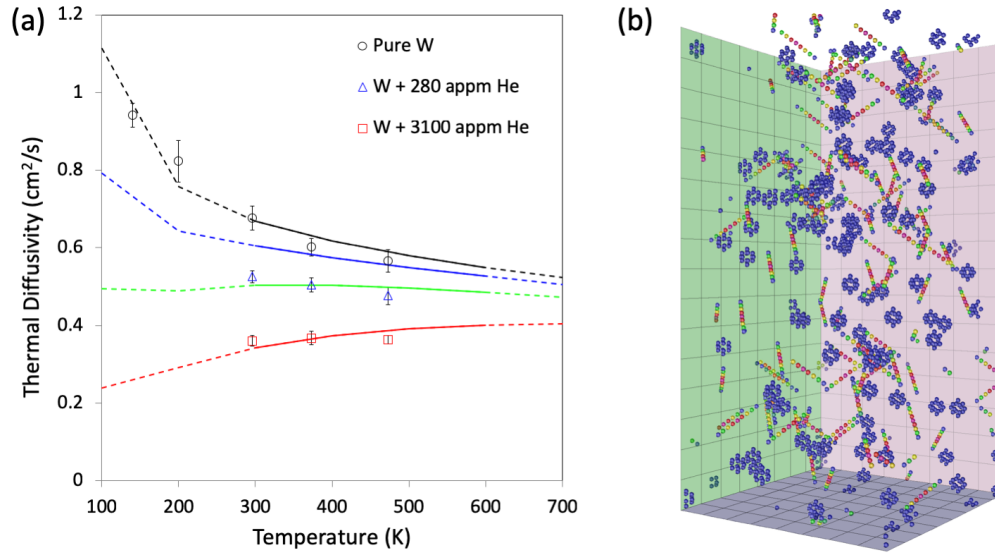 (a)
(b)
1.2
1
0.8
0.6
0.4
0.2
0
Thermal Diffusivity (cm²/s)
Pure W
W + 280 appm He
W + 3100 appm He
100 200 300 400 500 600 700
Temperature (K)